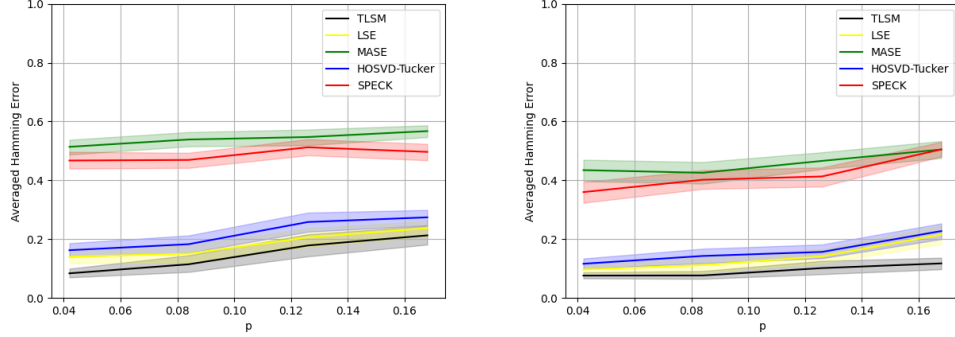 1.0
0.8
0.6
0.4
0.2
0.0
Averaged Hamming Error
0.04 0.06 0.08 0.10 0.12 0.14 0.16
p
TLSM
LSE
MASE
HOSVD-Tucker
SPECK
1.0
0.8
0.6
0.4
0.2
0.0
Averaged Hamming Error
0.04 0.06 0.08 0.10 0.12 0.14 0.16
p
TLSM
LSE
MASE
HOSVD-Tucker
SPECK